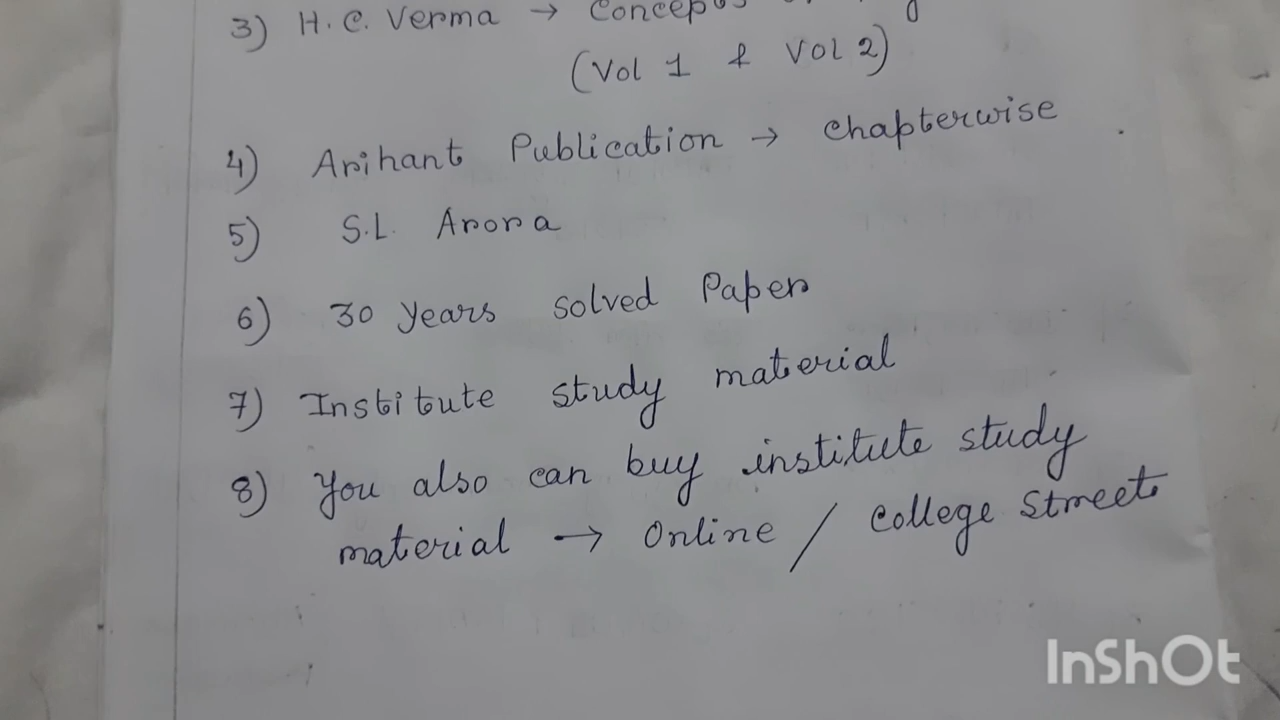 3) H.C. Verma → Concepts
(Vol 1 & Vol 2)
4) Arihant Publication → Chapterwise
5) S.L. Arora
6) 30 years solved Paper
7) Institute study material
8) You also can buy institute study
material → Online / College Street
InShOt